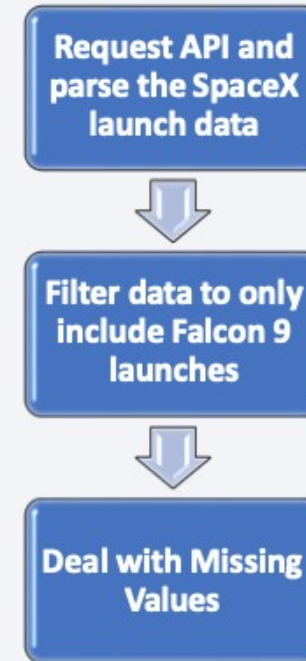 Request API and
parse the SpaceX
launch data
Filter data to only
include Falcon 9
launches
Deal with Missing
Values